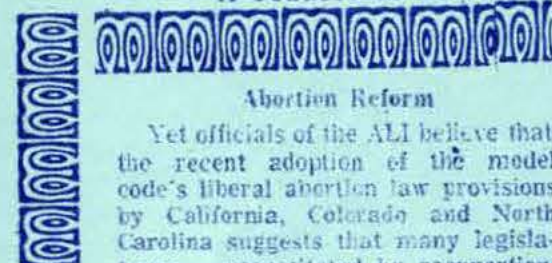 Abortion Reform
Yet officials of the ALI believe that
the recent adoption of the model
code's liberal abortion law provisions
by California, Colorado and North
Carolina suggests that many legisla-